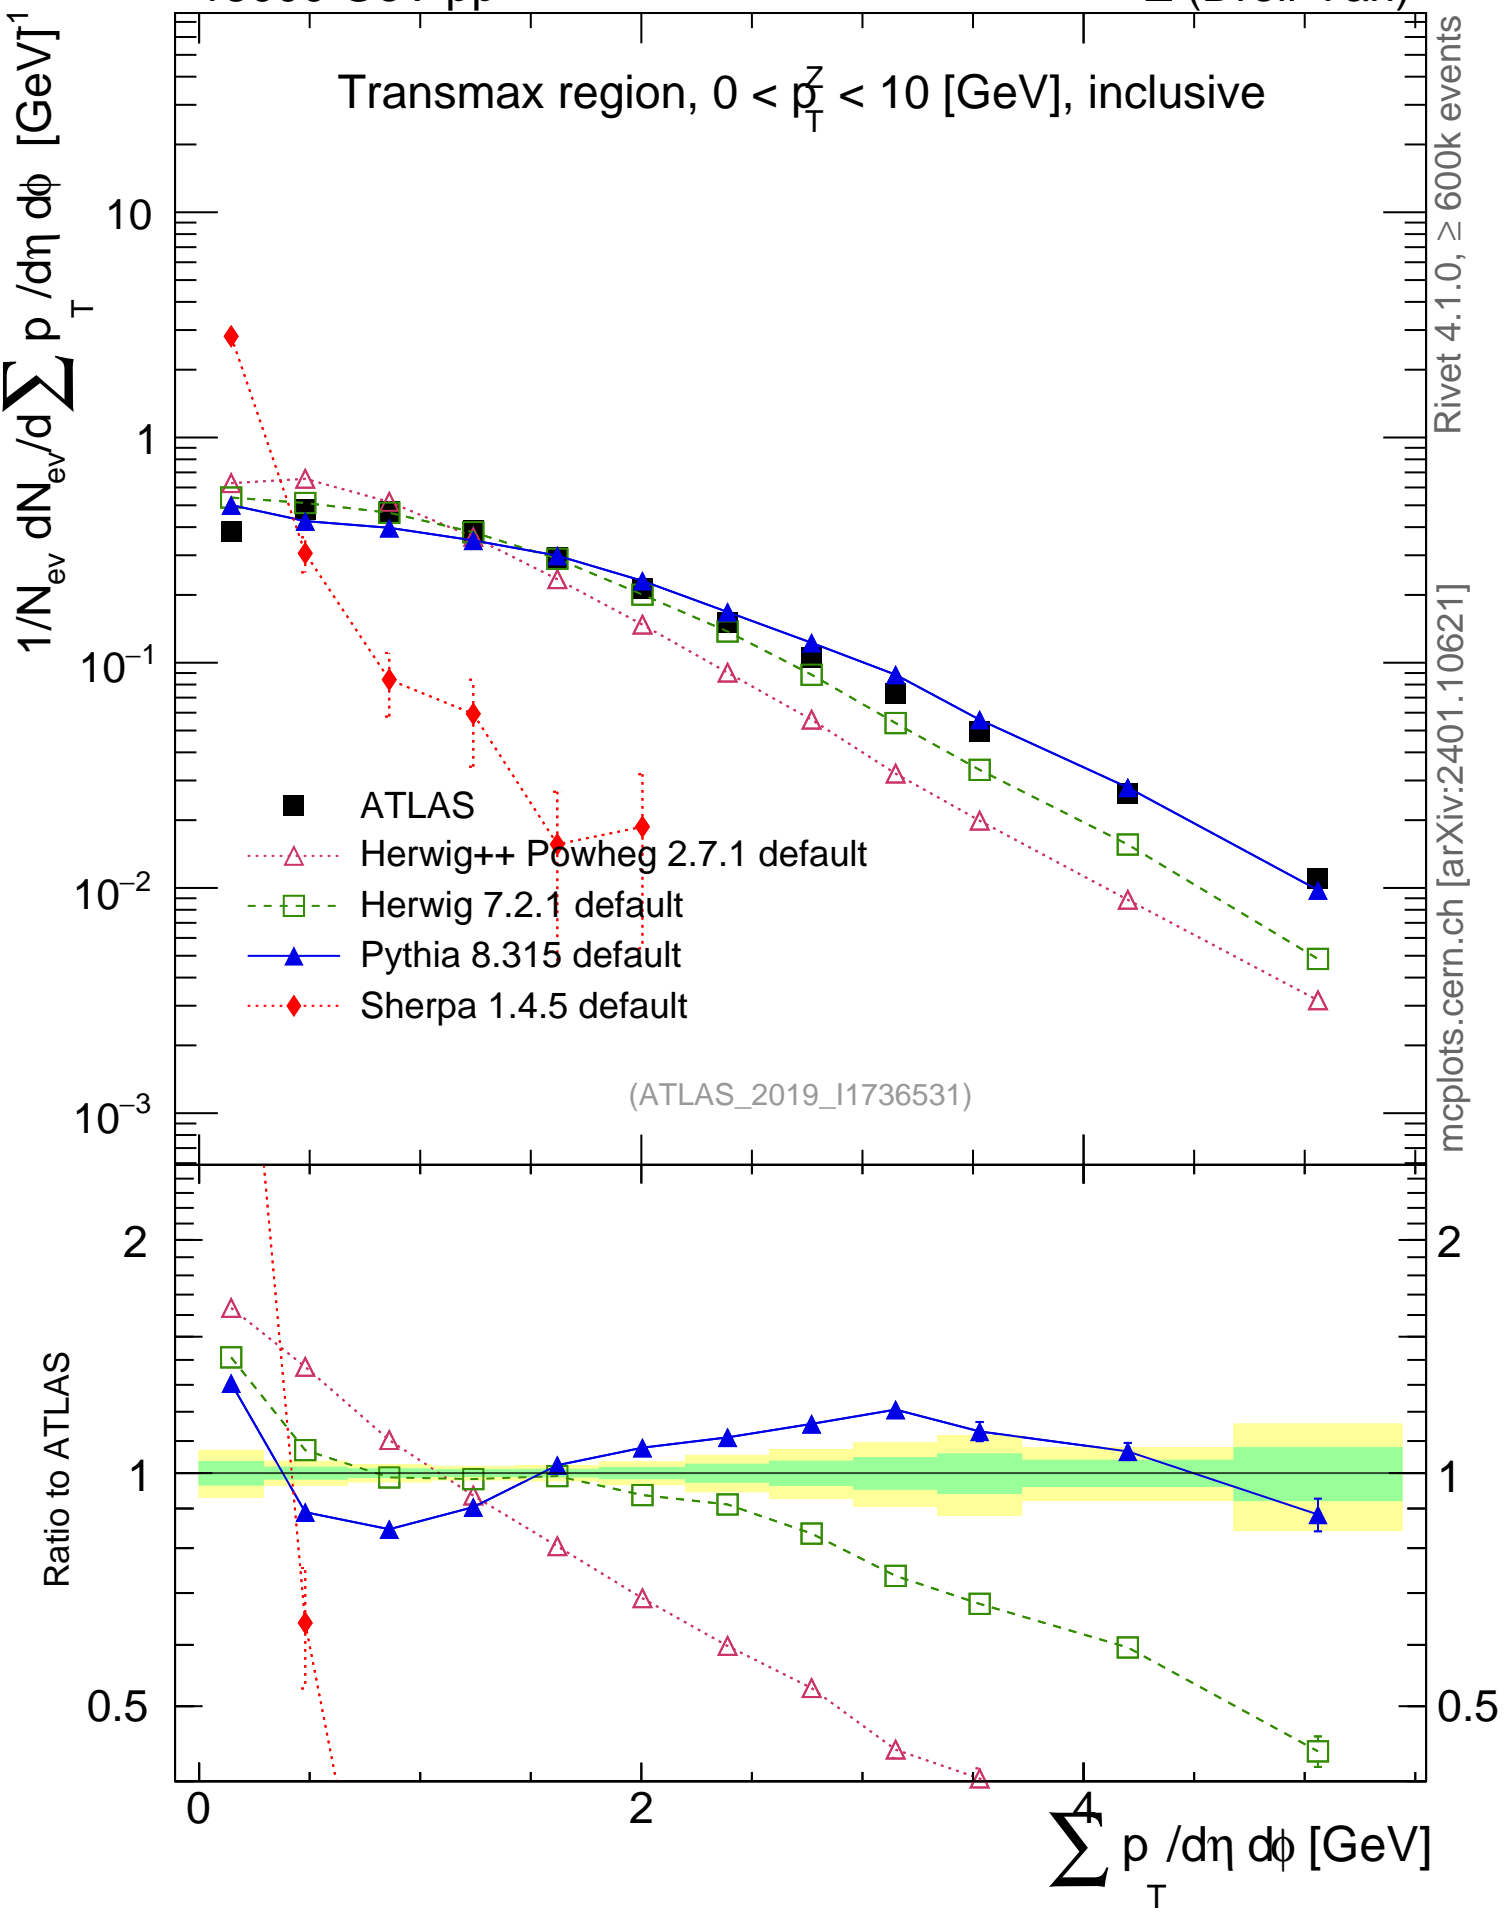 Transmax region, 0 < p_T^Z < 10 [GeV], inclusive
1/N_ev dN_ev/d∑ p_T/dη dϕ [GeV]^-1
10
1
10^−1
10^−2
10^−3
ATLAS
Herwig++ Powheg 2.7.1 default
Herwig 7.2.1 default
Pythia 8.315 default
Sherpa 1.4.5 default
(ATLAS_2019_I1736531)
Rivet 4.1.0, ≥ 600k events
mcplots.cern.ch [arXiv:2401.10621]
Ratio to ATLAS
2
1
0.5
2
1
0.5
0 2 4
∑ p_T/dη dϕ [GeV]